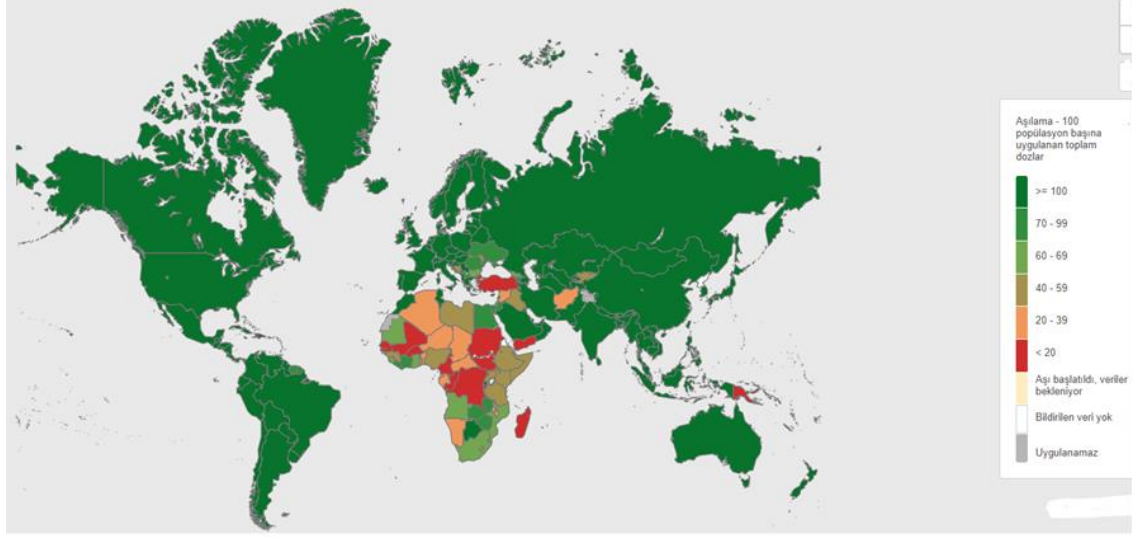 Aşılama - 100
popülasyon başına
uygulanan toplam
dozlar
>= 100
70 - 99
60 - 69
40 - 59
20 - 39
< 20
Aşı başlatıldı, veriler
bekleniyor
Bildirilen veri yok
Uygulanamaz